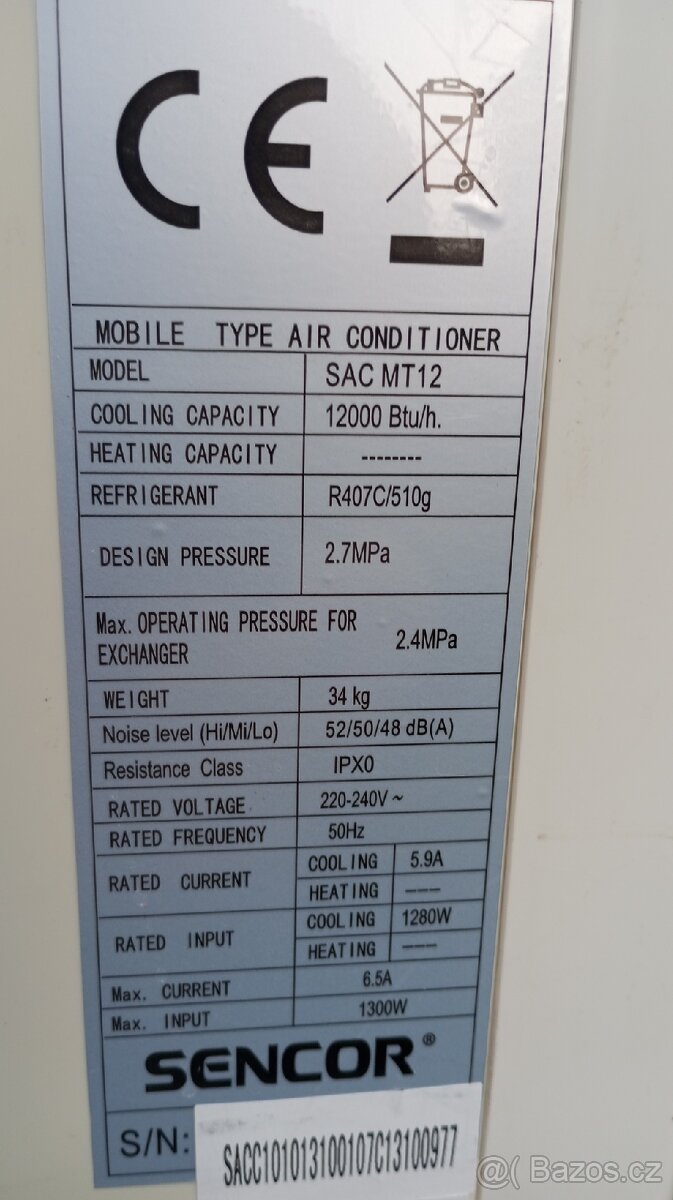 CE
MOBILE TYPE AIR CONDITIONER
MODEL SAC MT12
COOLING CAPACITY 12000 Btu/h.
HEATING CAPACITY --------
REFRIGERANT R407C/510g
DESIGN PRESSURE 2.7MPa
Max. OPERATING PRESSURE FOR
EXCHANGER 2.4MPa
WEIGHT 34 kg
Noise level (Hi/Mi/Lo) 52/50/48 dB(A)
Resistance Class IPX0
RATED VOLTAGE 220-240V ~
RATED FREQUENCY 50Hz
RATED CURRENT COOLING 5.9A
HEATING ---
RATED INPUT COOLING 1280W
HEATING ---
Max. CURRENT 6.5A
Max. INPUT 1300W
SENCOR®
S/N: SACC101013100107C13100977
@ Bazos.cz